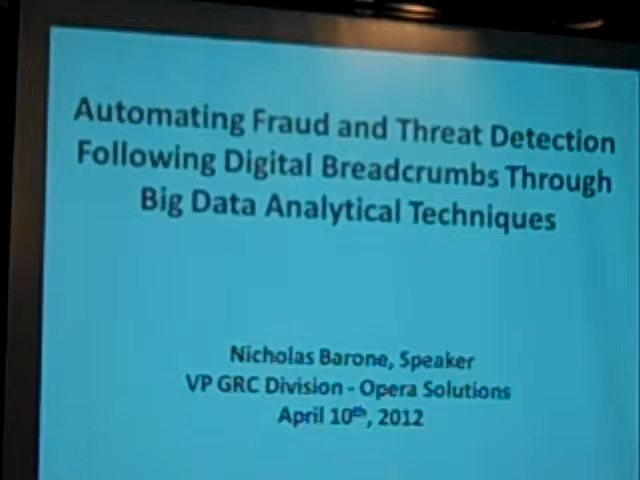 Automating Fraud and Threat Detection
Following Digital Breadcrumbs Through
Big Data Analytical Techniques
Nicholas Barone, Speaker
VP GRC Division - Opera Solutions
April 10th, 2012